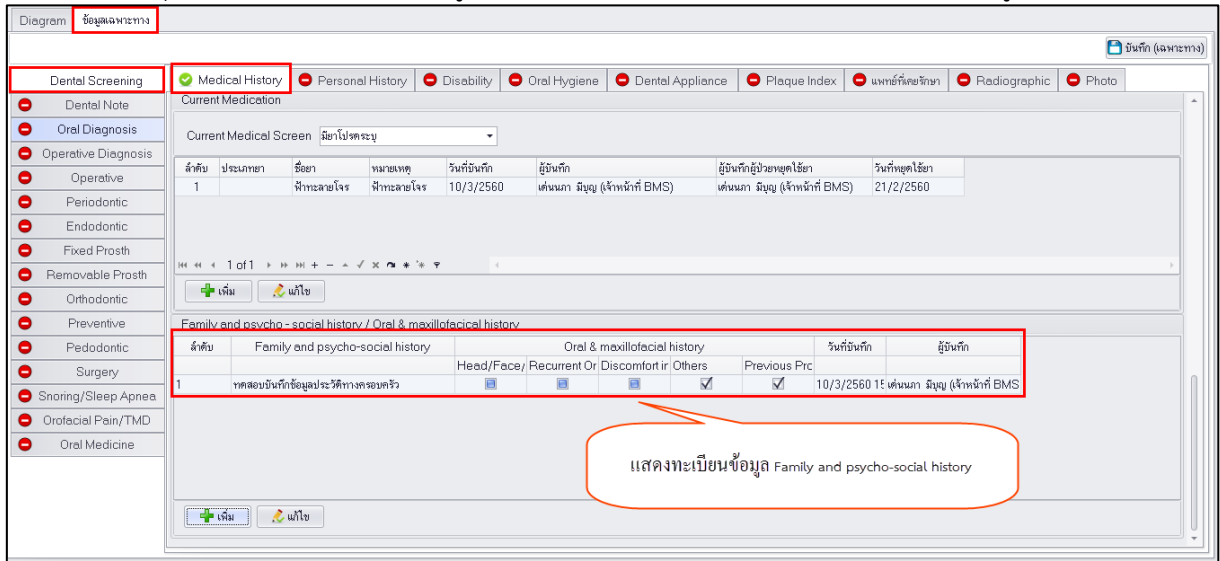 Diagram ข้อมูลเฉพาะทาง
บันทึก (เฉพาะทาง)
Dental Screening
Dental Note
Oral Diagnosis
Operative Diagnosis
Operative
Periodontic
Endodontic
Fixed Prosth
Removable Prosth
Orthodontic
Preventive
Pedodontic
Surgery
Snoring/Sleep Apnea
Orofacial Pain/TMD
Oral Medicine
Medical History Personal History Disability Oral Hygiene Dental Appliance Plaque Index แพทย์ที่เคยรักษา Radiographic Photo
Current Medication
Current Medical Screen มียาโปรดระบุ
ลำดับ ประเภทยา ชื่อยา หมายเหตุ วันที่บันทึก ผู้บันทึก ผู้บันทึกผู้ป่วยหยุดใช้ยา วันที่หยุดใช้ยา
1 ฟ้าทะลายโจร ฟ้าทะลายโจร 10/3/2560 เด่นนภา มีบุญ (เจ้าหน้าที่ BMS) เด่นนภา มีบุญ (เจ้าหน้าที่ BMS) 21/2/2560
1 of 1
เพิ่ม แก้ไข
Family and psycho - social history / Oral & maxillofacical history
ลำดับ Family and psycho-social history Oral & maxillofacial history วันที่บันทึก ผู้บันทึก
Head/Face/ Recurrent Or Discomfort ir Others Previous Prc
1 ทดสอบบันทึกข้อมูลประวัติทางครอบครัว 10/3/2560 15 เด่นนภา มีบุญ (เจ้าหน้าที่ BMS
แสดงทะเบียนข้อมูล Family and psycho-social history
เพิ่ม แก้ไข